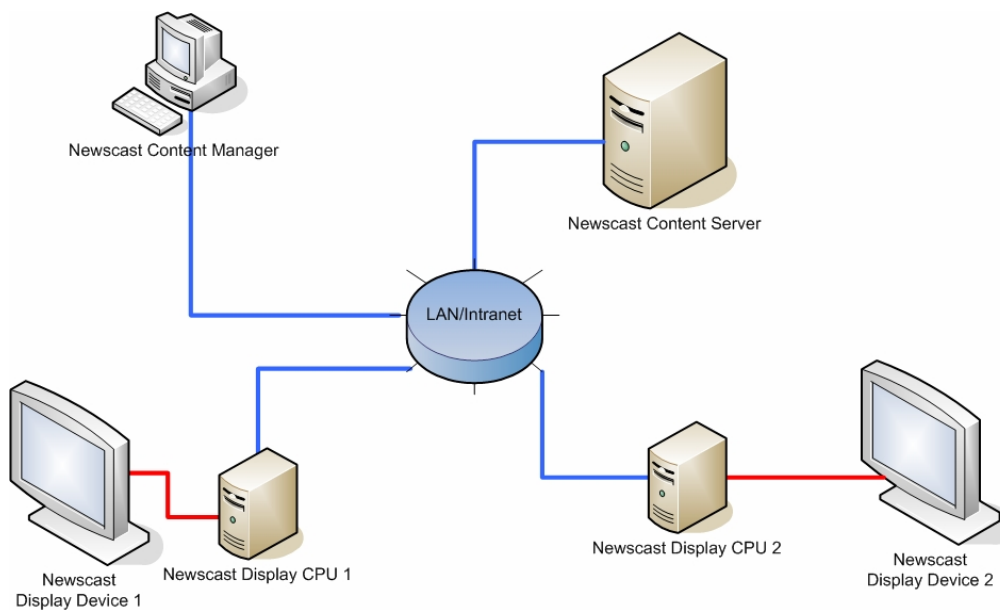 Newscast Content Manager
Newscast Content Server
LAN/Intranet
Newscast
Display Device 1
Newscast Display CPU 1
Newscast Display CPU 2
Newscast
Display Device 2